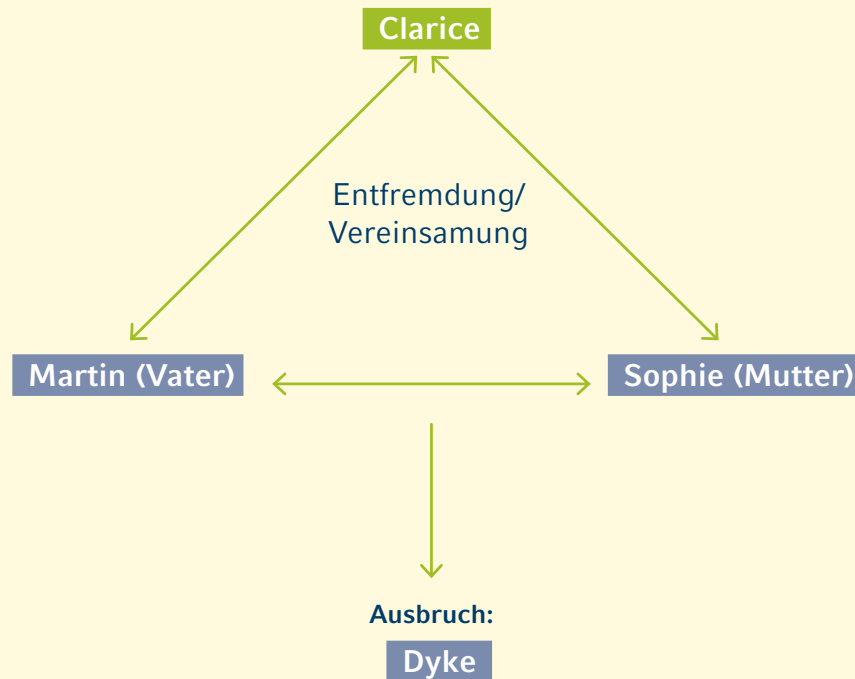 Clarice
Entfremdung/
Vereinsamung
Martin (Vater)
Sophie (Mutter)
Ausbruch:
Dyke